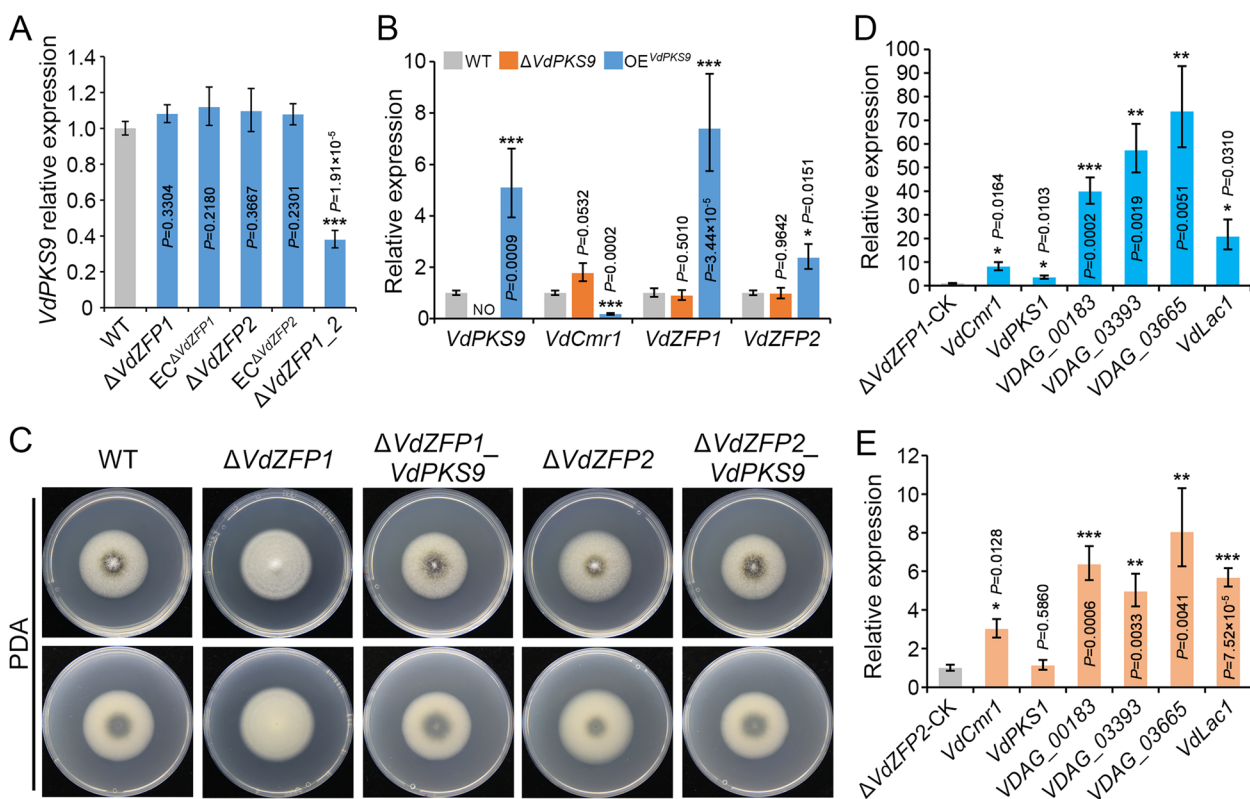 A
VdPKS9 relative expression
1.4
1.2
1.0
0.8
0.6
0.4
0.2
0
P=0.3304
P=0.2180
P=0.3667
P=0.2301
***
P=1.91×10⁻⁵
WT
ΔVdZFP1
EC^ΔVdZFP1
ΔVdZFP2
EC^ΔVdZFP2
ΔVdZFP1_2
B
Relative expression
10
8
6
4
2
0
WT
ΔVdPKS9
OE^VdPKS9
NO
***
P=0.0009
P=0.0532
***
P=0.0002
P=0.5010
***
P=3.44×10⁻⁵
P=0.9642
*
P=0.0151
VdPKS9
VdCmr1
VdZFP1
VdZFP2
C
WT
ΔVdZFP1
ΔVdZFP1_
VdPKS9
ΔVdZFP2
ΔVdZFP2_
VdPKS9
PDA
D
Relative expression
100
90
80
70
60
50
40
30
20
10
0
*
P=0.0164
*
P=0.0103
***
P=0.0002
**
P=0.0019
**
P=0.0051
*
P=0.0310
ΔVdZFP1-CK
VdCmr1
VdPKS1
VDAG_00183
VDAG_03393
VDAG_03665
VdLac1
E
Relative expression
12
10
8
6
4
2
0
*
P=0.0128
P=0.5860
***
P=0.0006
**
P=0.0033
**
P=0.0041
***
P=7.52×10⁻⁵
ΔVdZFP2-CK
VdCmr1
VdPKS1
VDAG_00183
VDAG_03393
VDAG_03665
VdLac1